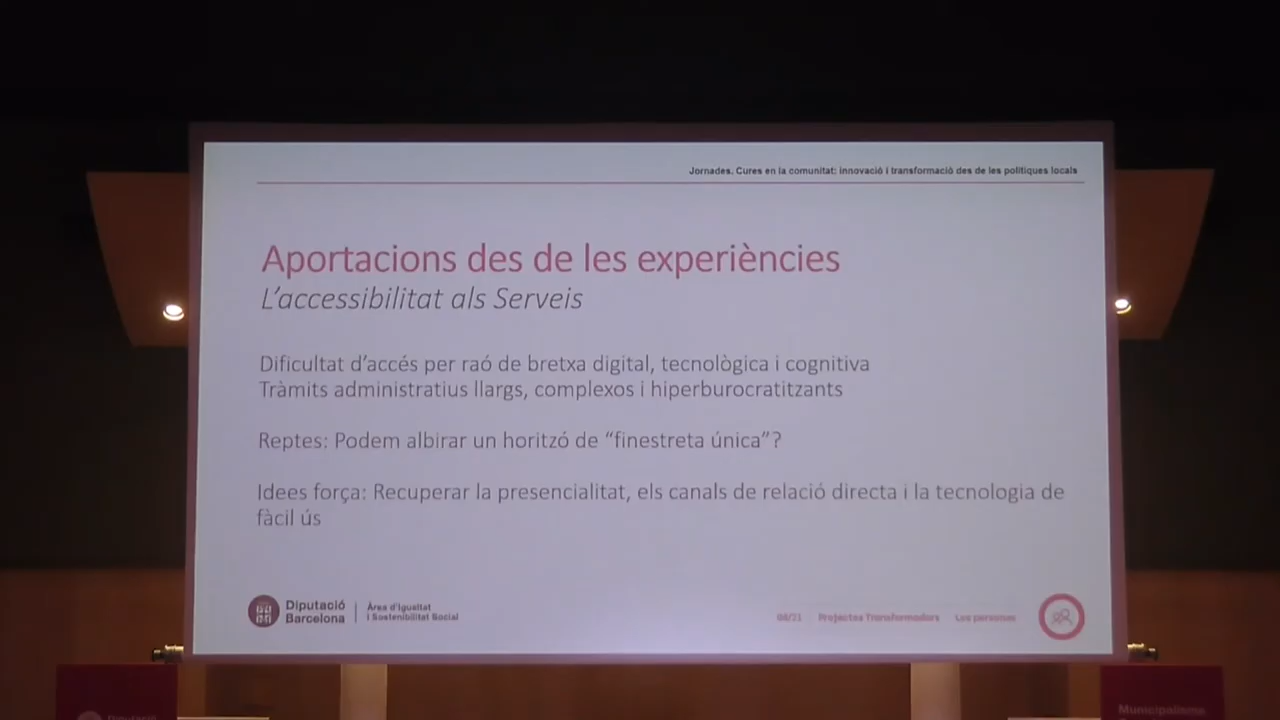 Jornades. Cures en la comunitat: innovació i transformació des de les polítiques locals
Aportacions des de les experiències
L'accessibilitat als Serveis
Dificultat d'accés per raó de bretxa digital, tecnològica i cognitiva
Tràmits administratius llargs, complexos i hiperburocratitzants
Reptes: Podem albirar un horitzó de “finestreta única”?
Idees força: Recuperar la presencialitat, els canals de relació directa i la tecnologia de
fàcil ús
Diputació
Barcelona
Àrea d'Igualtat
i Sostenibilitat Social
Projectes Transformadors Les persones
Diputació
Municipalisme